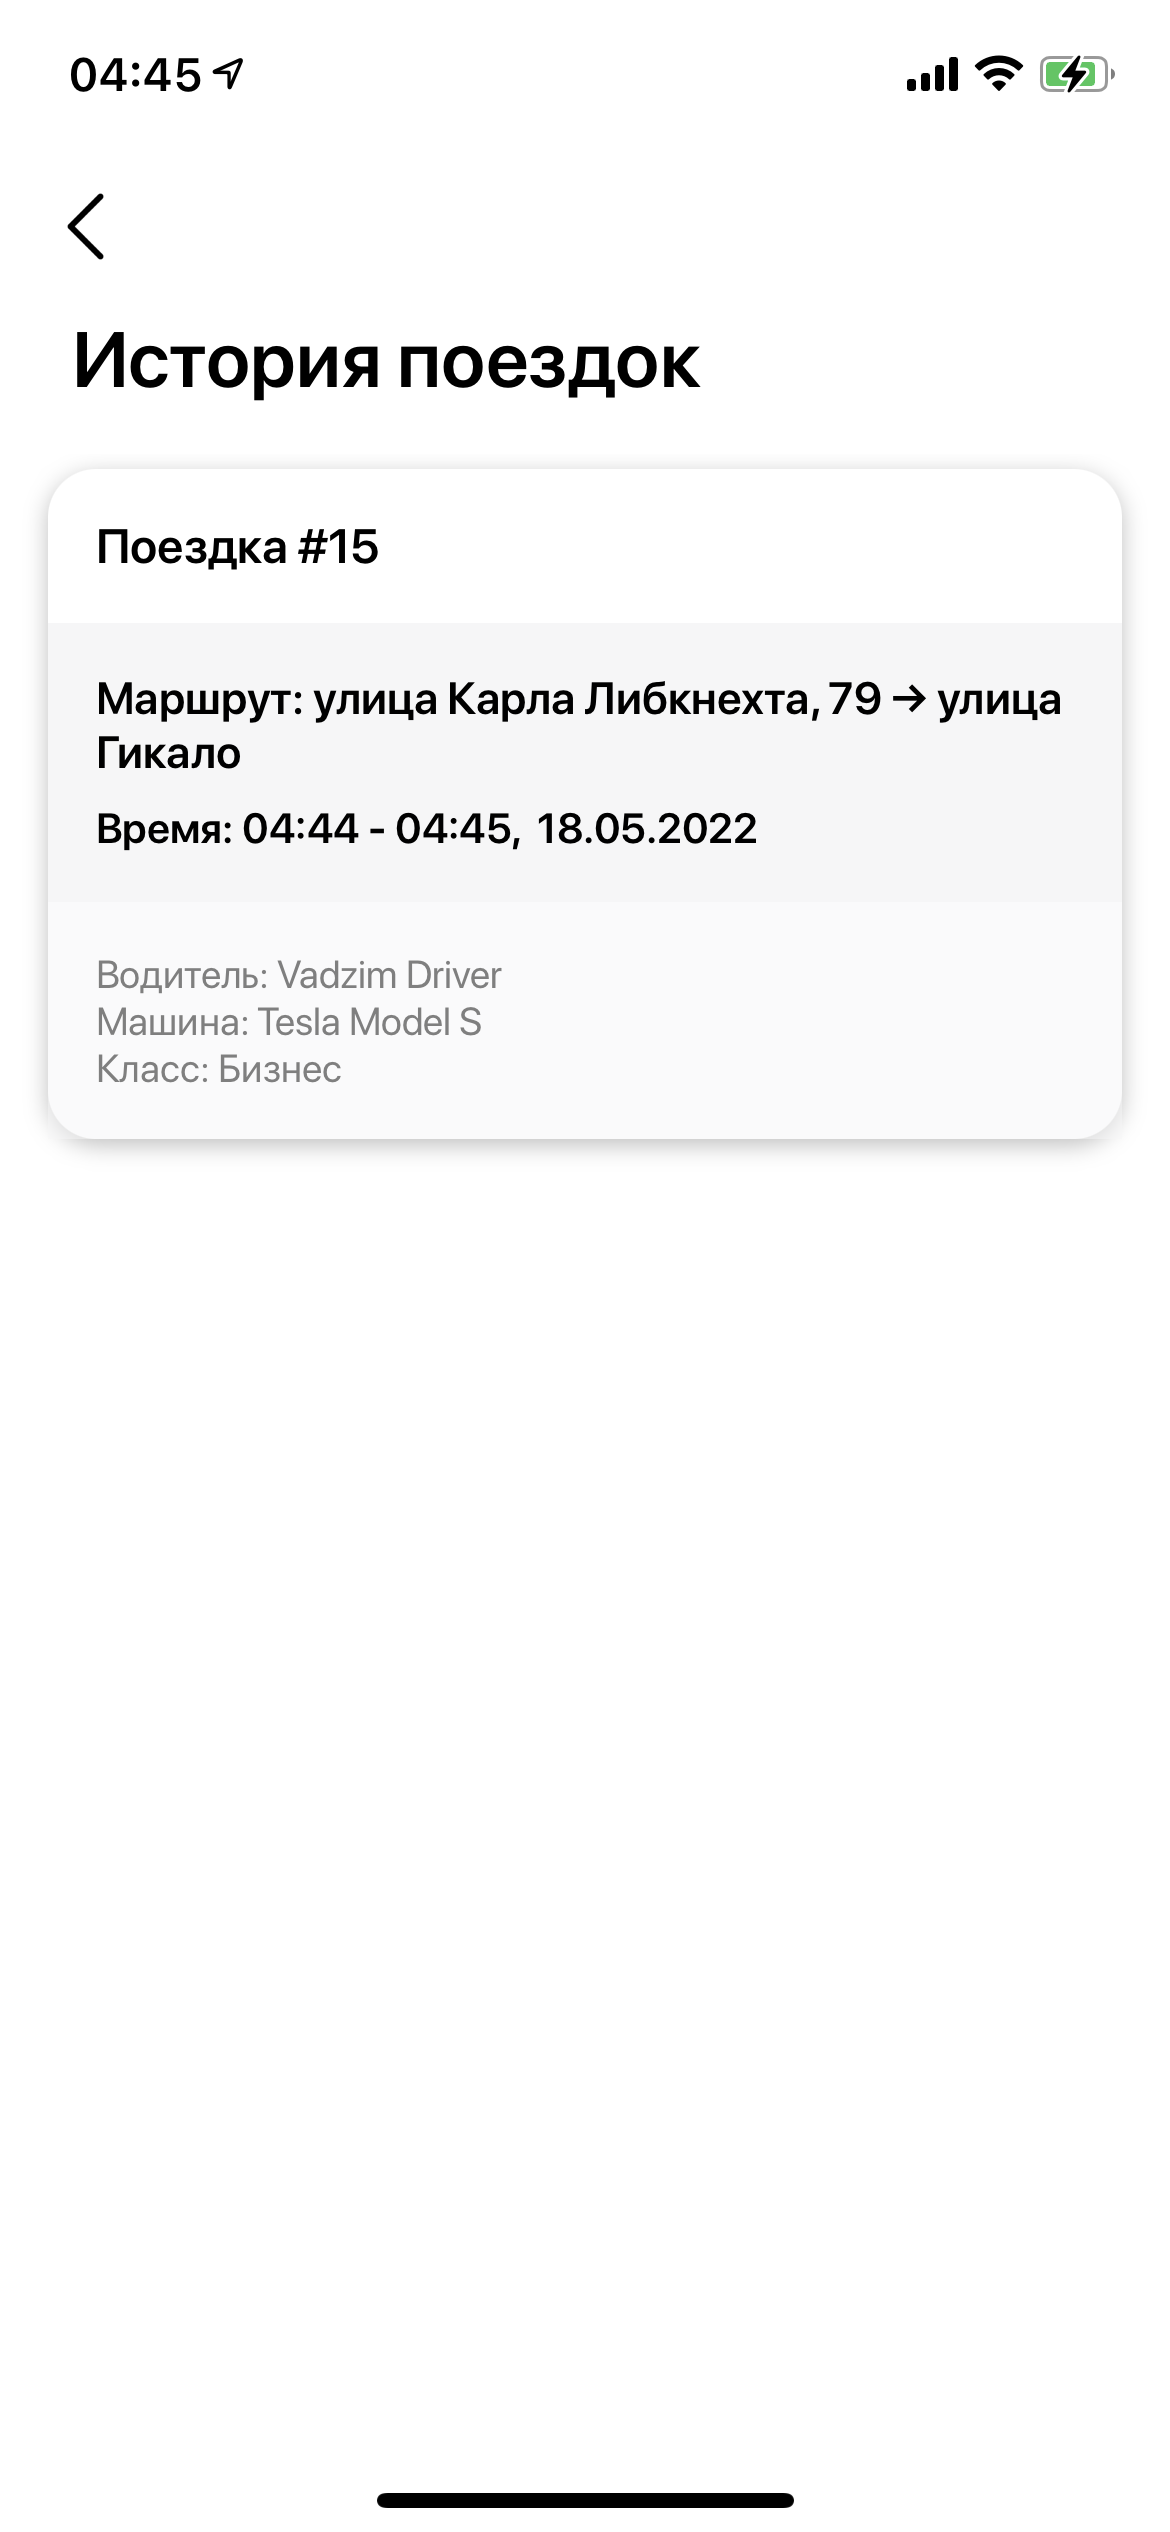 04:45
История поездок
Поездка #15
Маршрут: улица Карла Либкнехта, 79 → улица
Гикало
Время: 04:44 - 04:45, 18.05.2022
Водитель: Vadzim Driver
Машина: Tesla Model S
Класс: Бизнес